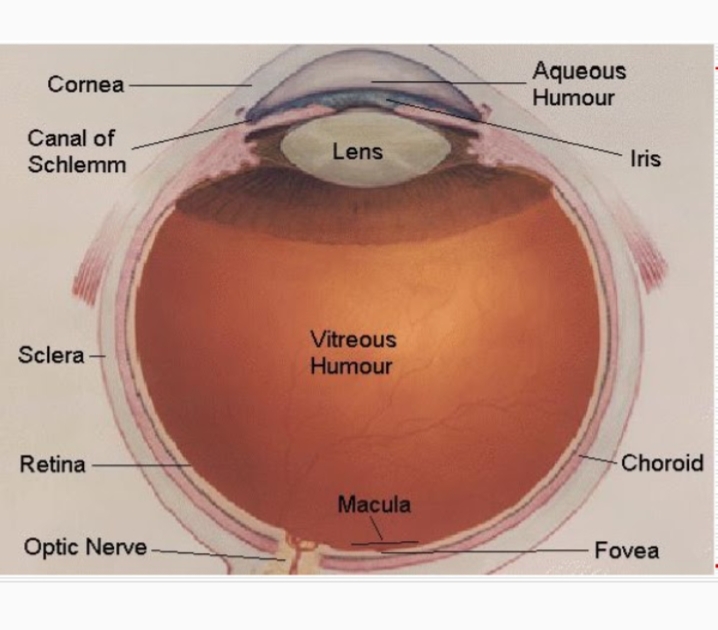 Cornea
Aqueous
Humour
Canal of
Schlemm
Lens
Iris
Vitreous
Humour
Sclera
Retina
Choroid
Macula
Optic Nerve
Fovea